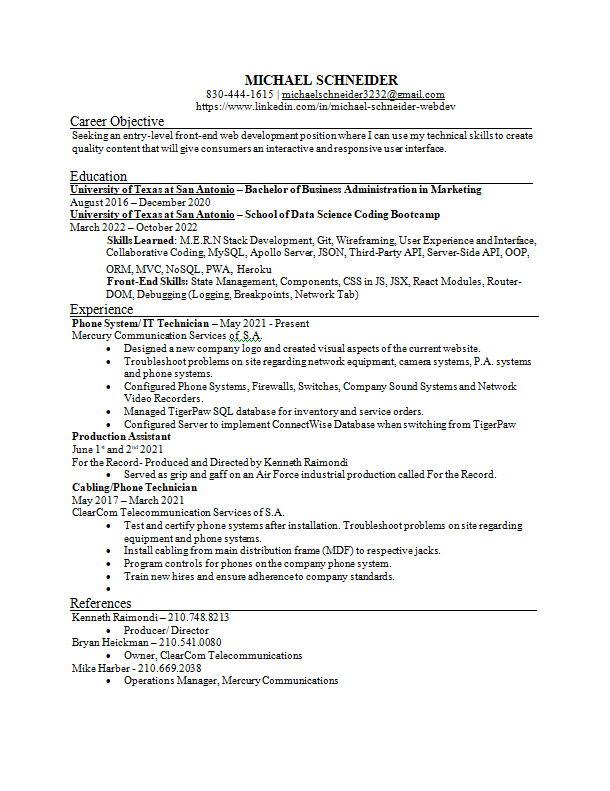 MICHAEL SCHNEIDER
830-444-1615 | michaelschneider3232@gmail.com
https://www.linkedin.com/in/michael-schneider-webdev
Career Objective
Seeking an entry-level front-end web development position where I can use my technical skills to create
quality content that will give consumers an interactive and responsive user interface.
Education
University of Texas at San Antonio – Bachelor of Business Administration in Marketing
August 2016 – December 2020
University of Texas at San Antonio – School of Data Science Coding Bootcamp
March 2022 – October 2022
Skills Learned: M.E.R.N Stack Development, Git, Wireframing, User Experience and Interface,
Collaborative Coding, MySQL, Apollo Server, JSON, Third-Party API, Server-Side API, OOP,
ORM, MVC, NoSQL, PWA, Heroku
Front-End Skills: State Management, Components, CSS in JS, JSX, React Modules, Router-
DOM, Debugging (Logging, Breakpoints, Network Tab)
Experience
Phone System/ IT Technician – May 2021 - Present
Mercury Communication Services of S.A.
• Designed a new company logo and created visual aspects of the current website.
• Troubleshoot problems on site regarding network equipment, camera systems, P.A. systems
and phone systems.
• Configured Phone Systems, Firewalls, Switches, Company Sound Systems and Network
Video Recorders.
• Managed TigerPaw SQL database for inventory and service orders.
• Configured Server to implement ConnectWise Database when switching from TigerPaw
Production Assistant
June 1st and 2nd 2021
For the Record- Produced and Directed by Kenneth Raimondi
• Served as grip and gaff on an Air Force industrial production called For the Record.
Cabling/Phone Technician
May 2017 – March 2021
ClearCom Telecommunication Services of S.A.
• Test and certify phone systems after installation. Troubleshoot problems on site regarding
equipment and phone systems.
• Install cabling from main distribution frame (MDF) to respective jacks.
• Program controls for phones on the company phone system.
• Train new hires and ensure adherence to company standards.
•
References
Kenneth Raimondi – 210.748.8213
• Producer/ Director
Bryan Heickman – 210.541.0080
• Owner, ClearCom Telecommunications
Mike Harber - 210.669.2038
• Operations Manager, Mercury Communications